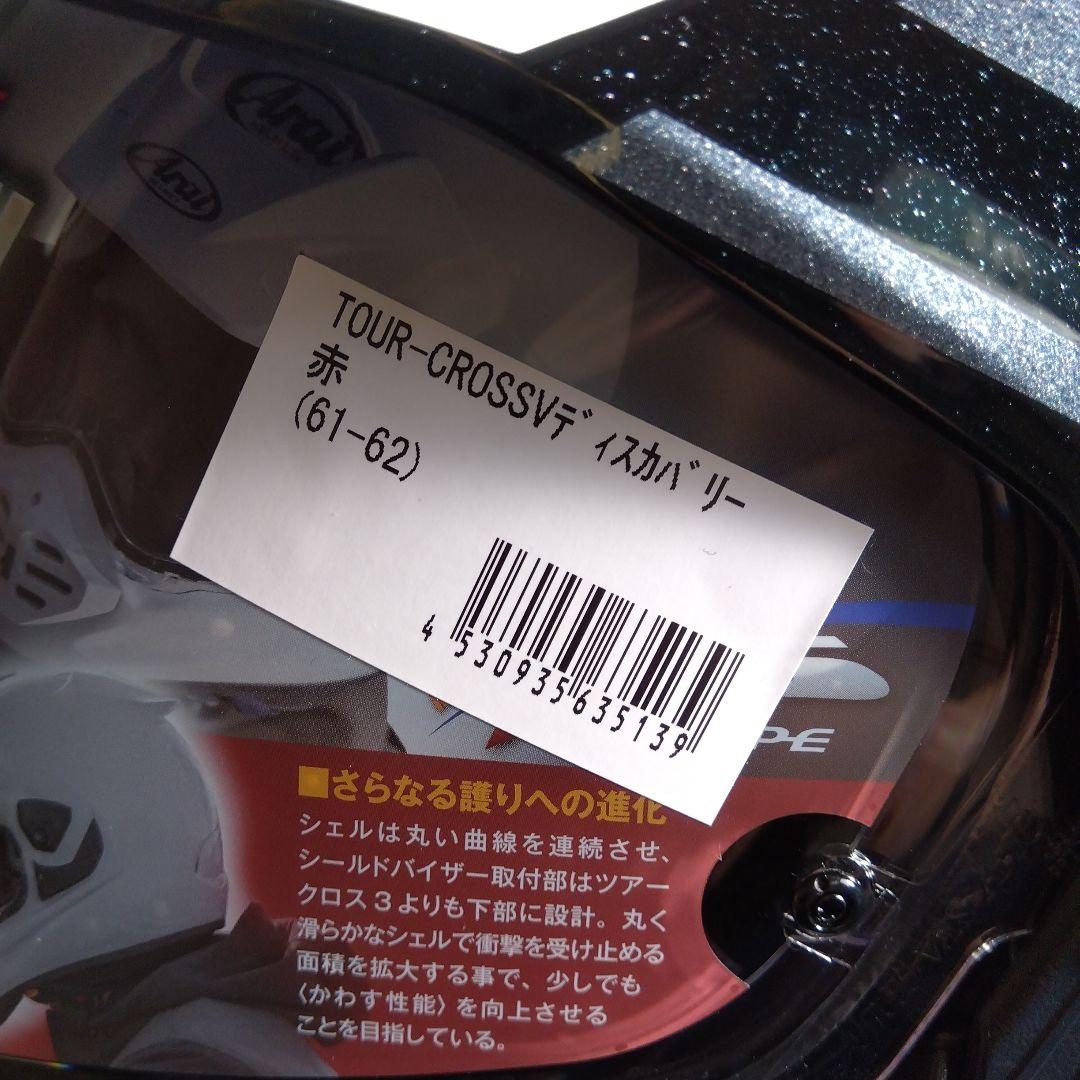 Arai
Arai
TOUR-CROSSVディスカバリー
赤
(61-62)
4 530935 635139
P-E
■さらなる護りへの進化
シェルは丸い曲線を連続させ、
シールドバイザー取付部はツアー
クロス3よりも下部に設計。丸く
滑らかなシェルで衝撃を受け止める
面積を拡大する事で、少しでも
〈かわす性能〉を向上させる
ことを目指している。